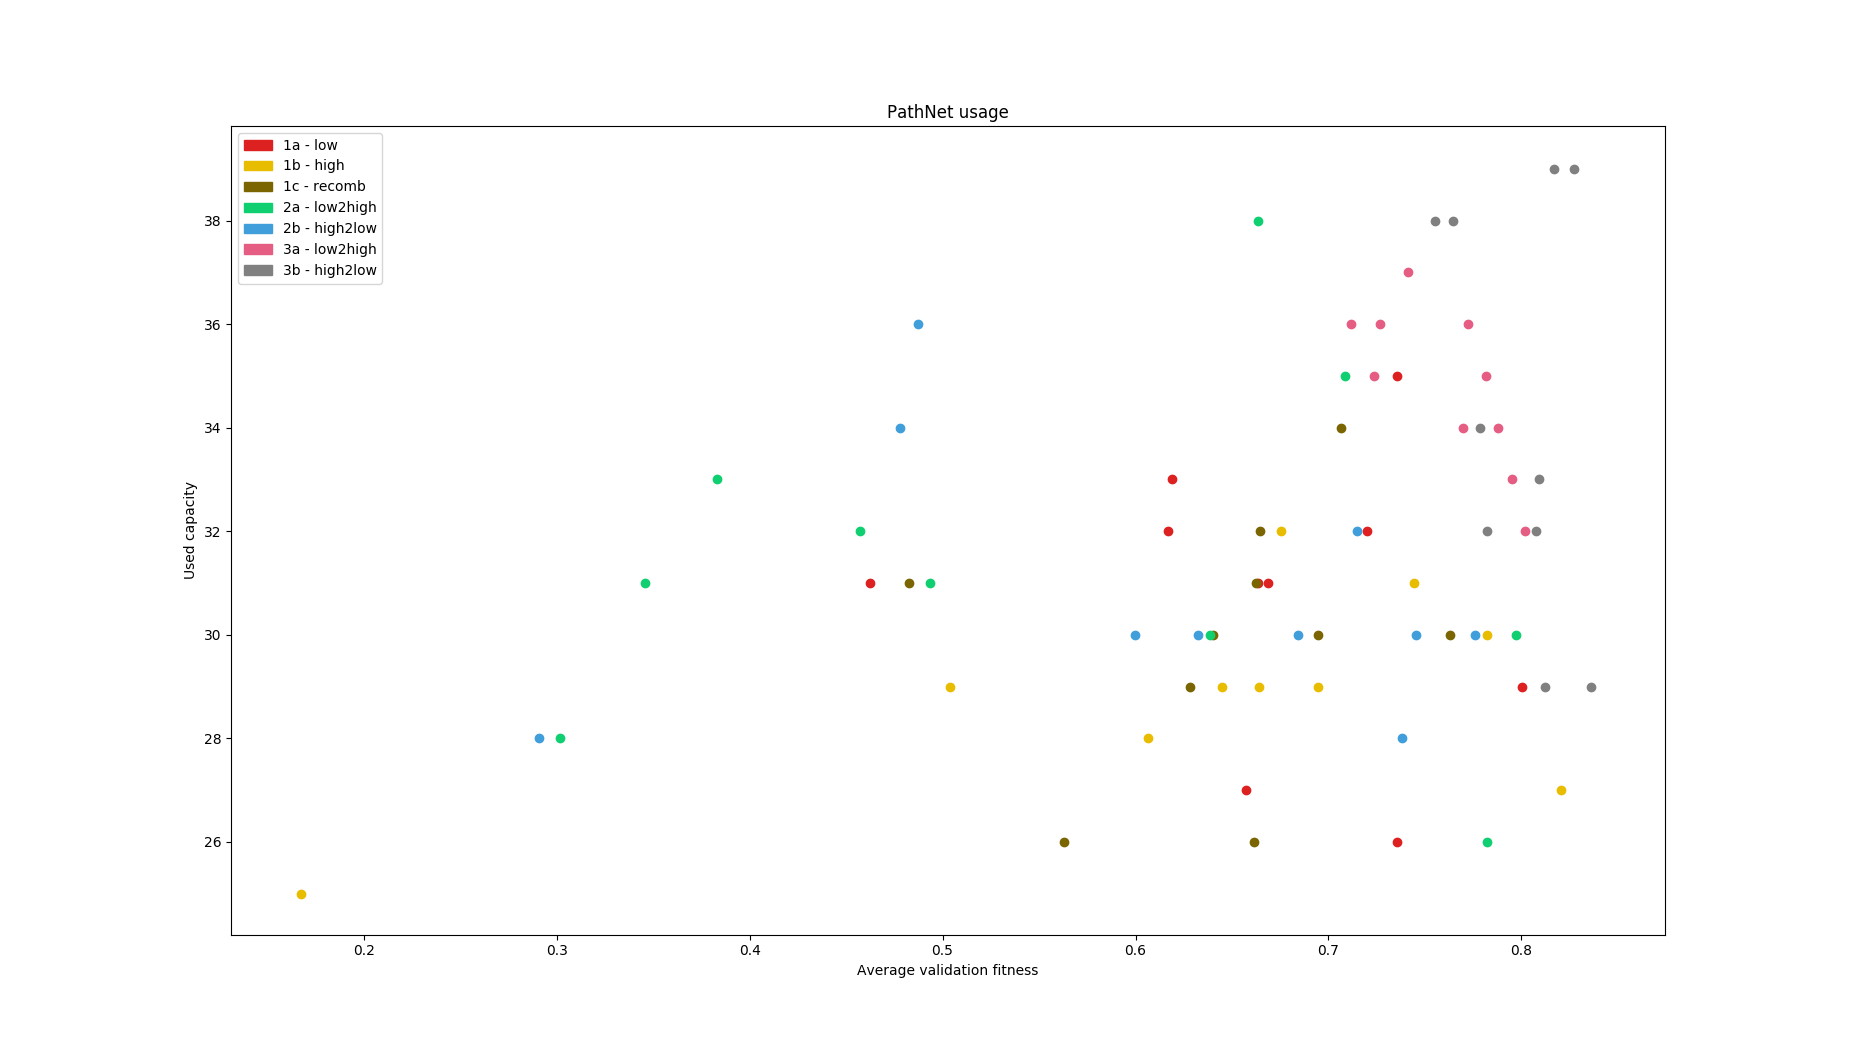 PathNet usage
1a - low
1b - high
1c - recomb
2a - low2high
2b - high2low
3a - low2high
3b - high2low
Used capacity
38
36
34
32
30
28
26
0.2 0.3 0.4 0.5 0.6 0.7 0.8
Average validation fitness